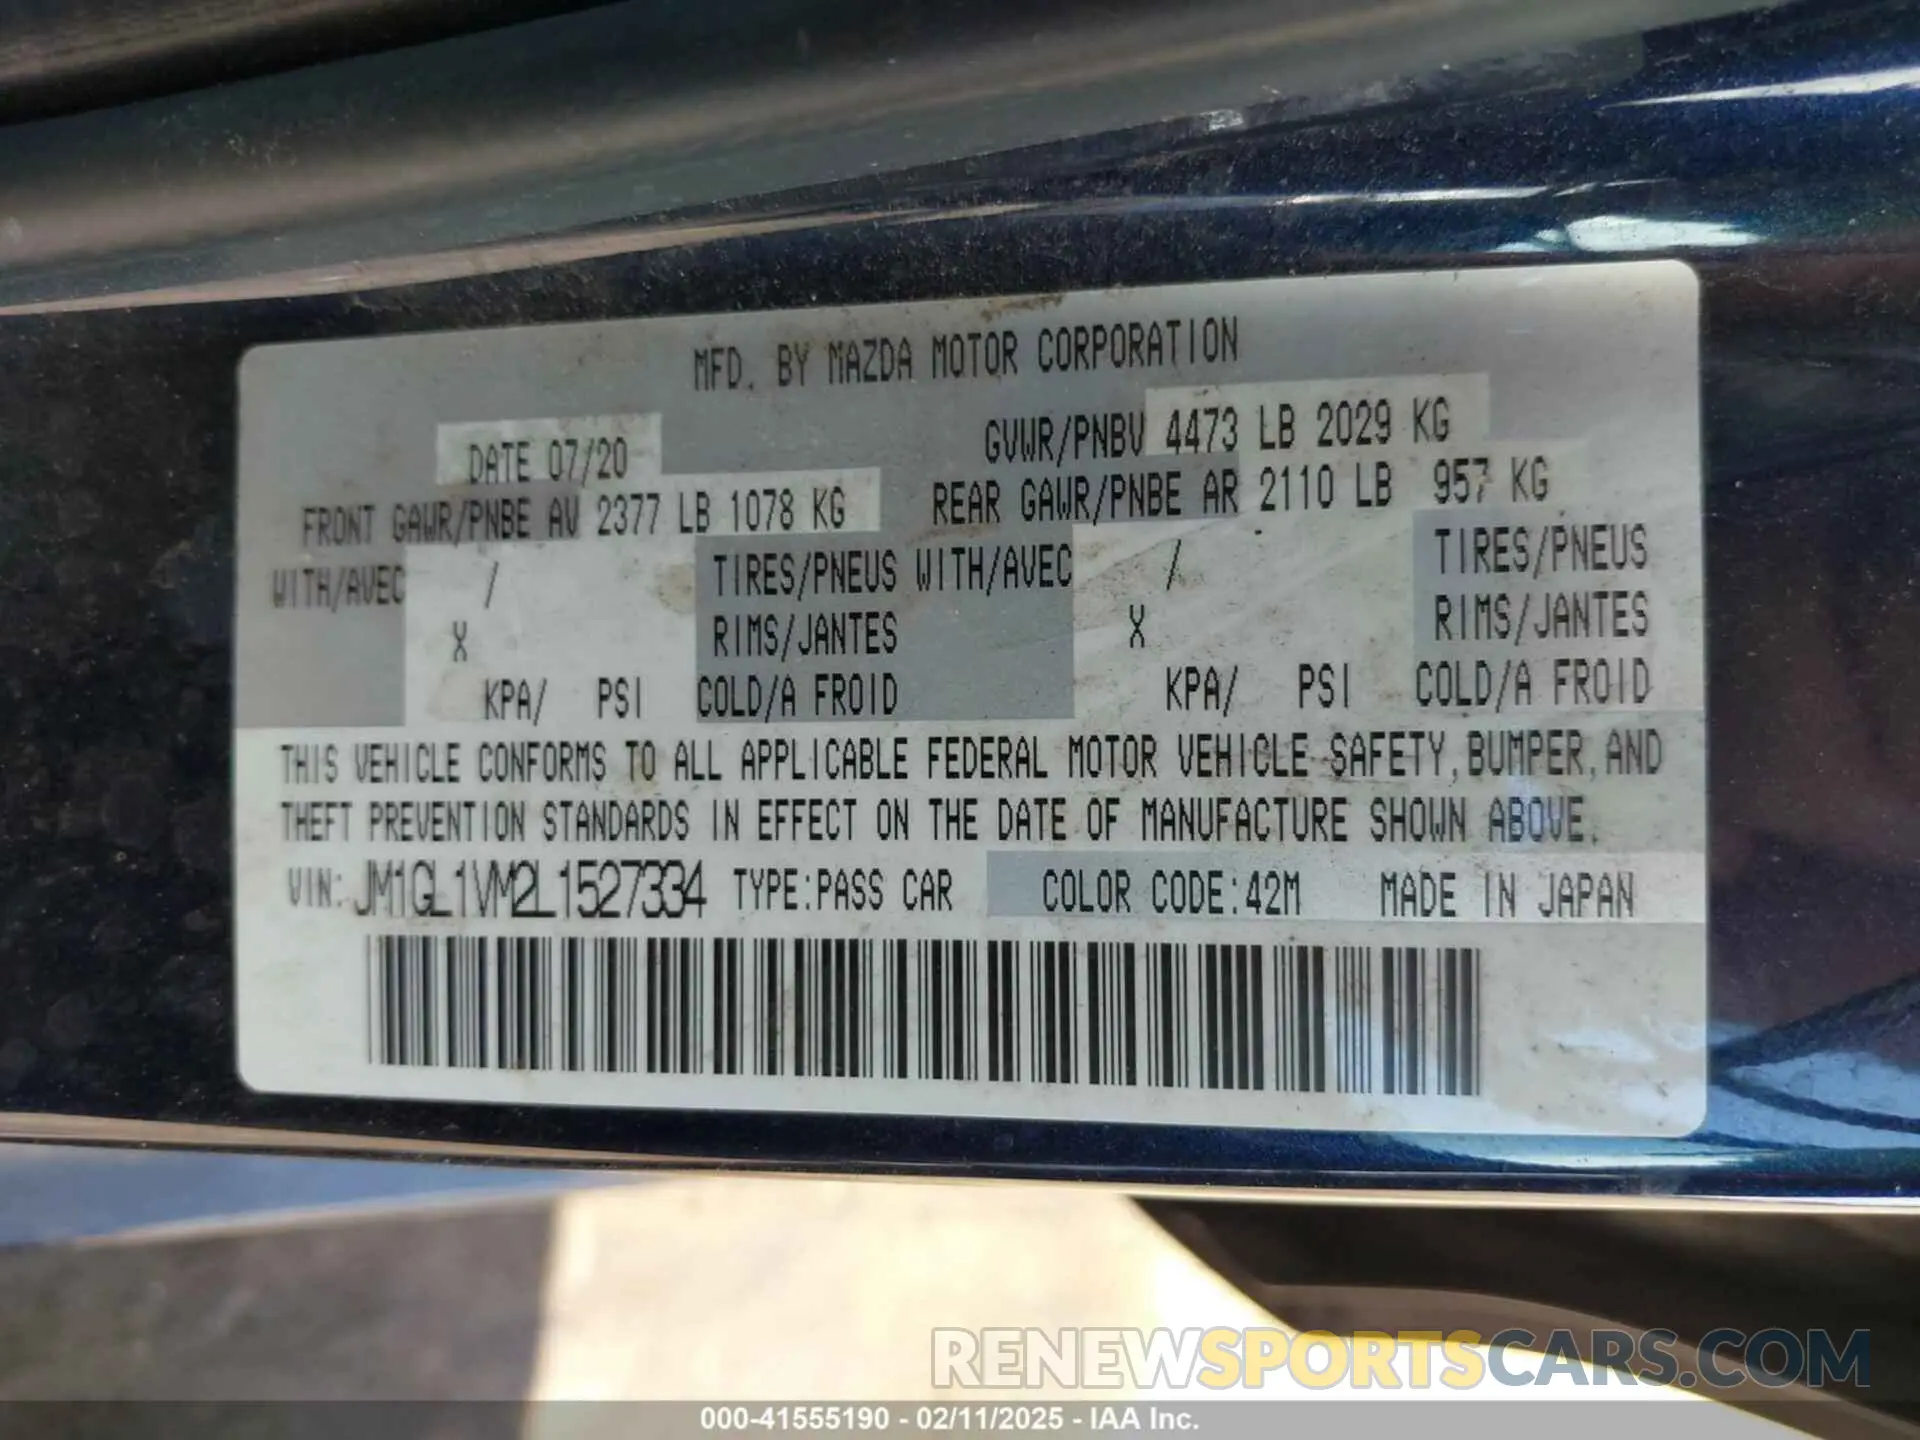 MFD. BY MAZDA MOTOR CORPORATION
DATE 07/20 GVWR/PNBV 4473 LB 2029 KG
FRONT GAWR/PNBE AV 2377 LB 1078 KG REAR GAWR/PNBE AR 2110 LB 957 KG
WITH/AVEC / TIRES/PNEUS WITH/AVEC / TIRES/PNEUS
X RIMS/JANTES X RIMS/JANTES
KPA/ PSI COLD/A FROID KPA/ PSI COLD/A FROID
THIS VEHICLE CONFORMS TO ALL APPLICABLE FEDERAL MOTOR VEHICLE SAFETY, BUMPER, AND
THEFT PREVENTION STANDARDS IN EFFECT ON THE DATE OF MANUFACTURE SHOWN ABOVE.
VIN: JM1GL1VM2L1527334 TYPE:PASS CAR COLOR CODE:42M MADE IN JAPAN
RENEWSPORTSCARS.COM
000-41555190 - 02/11/2025 - IAA Inc.